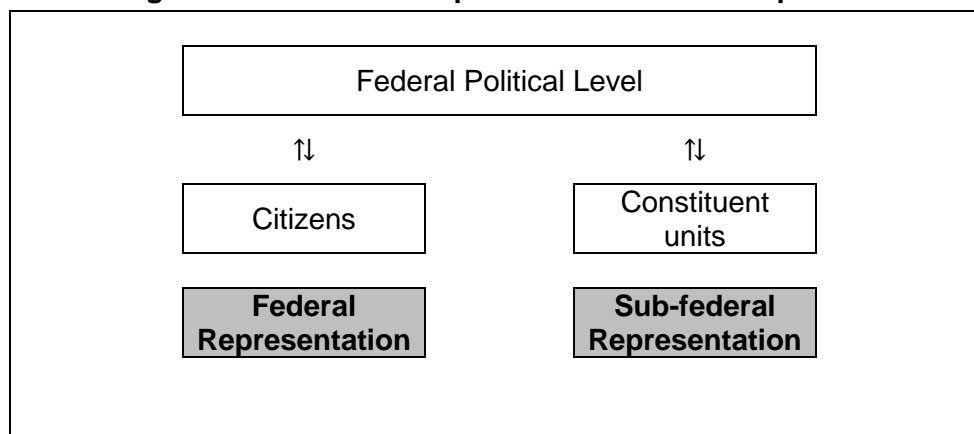 Federal Political Level
⇅ ⇅
Citizens
Constituent
units
Federal
Representation
Sub-federal
Representation